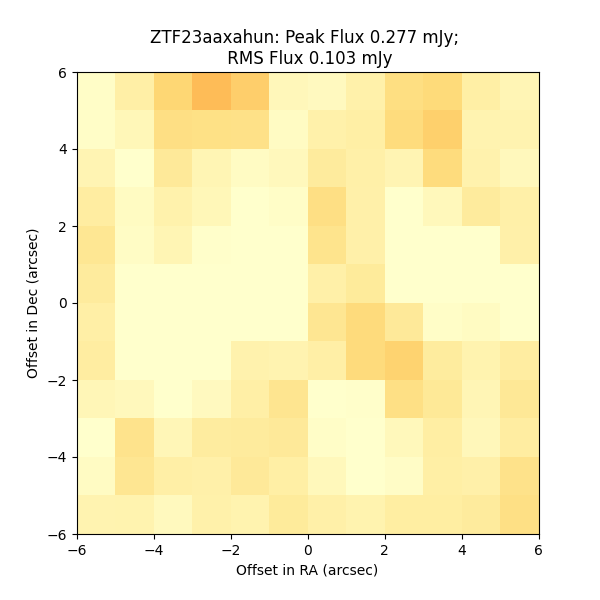 ZTF23aaxahun: Peak Flux 0.277 mJy;
RMS Flux 0.103 mJy
6
4
2
0
−2
−4
−6
Offset in Dec (arcsec)
−6 −4 −2 0 2 4 6
Offset in RA (arcsec)